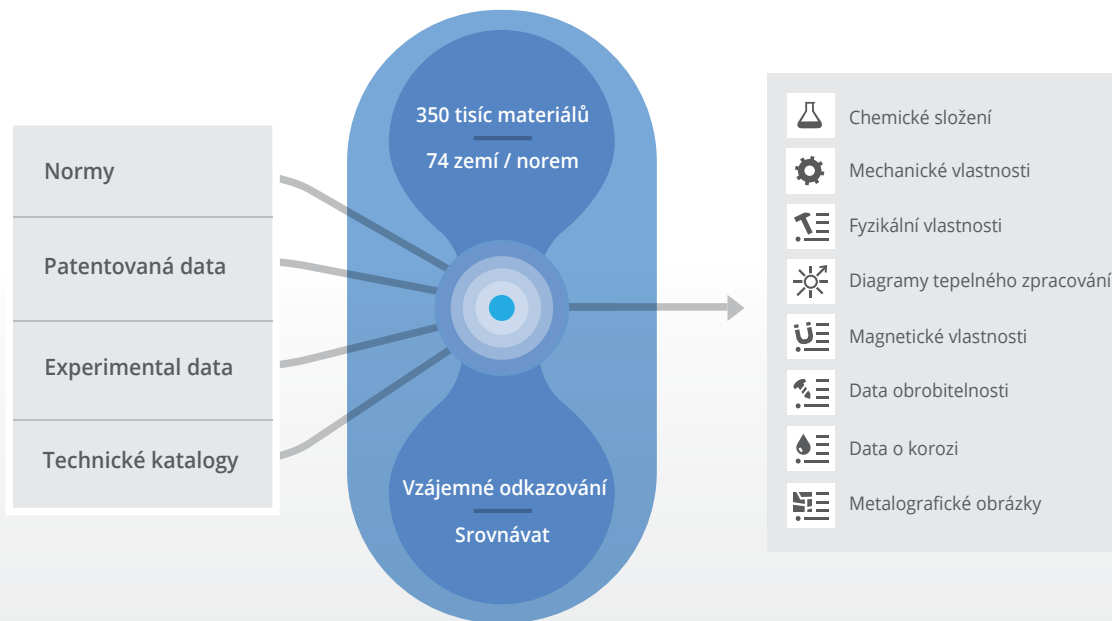 Normy
Patentovaná data
Experimental data
Technické katalogy
350 tisíc materiálů
74 zemí / norem
Vzájemné odkazování
Srovnávat
Chemické složení
Mechanické vlastnosti
Fyzikální vlastnosti
Diagramy tepelného zpracování
Magnetické vlastnosti
Data obrobitelnosti
Data o korozi
Metalografické obrázky